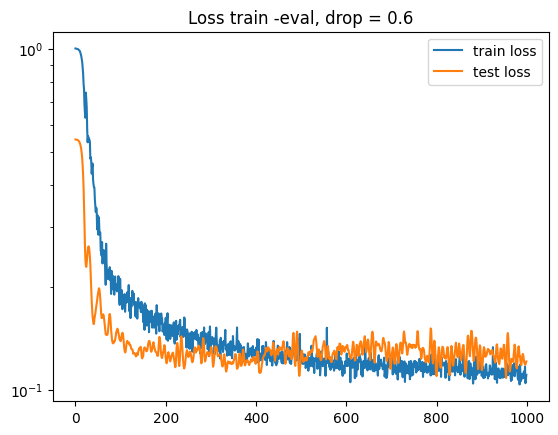 Loss train -eval, drop = 0.6
train loss
test loss
10^0
10^-1
0 200 400 600 800 1000